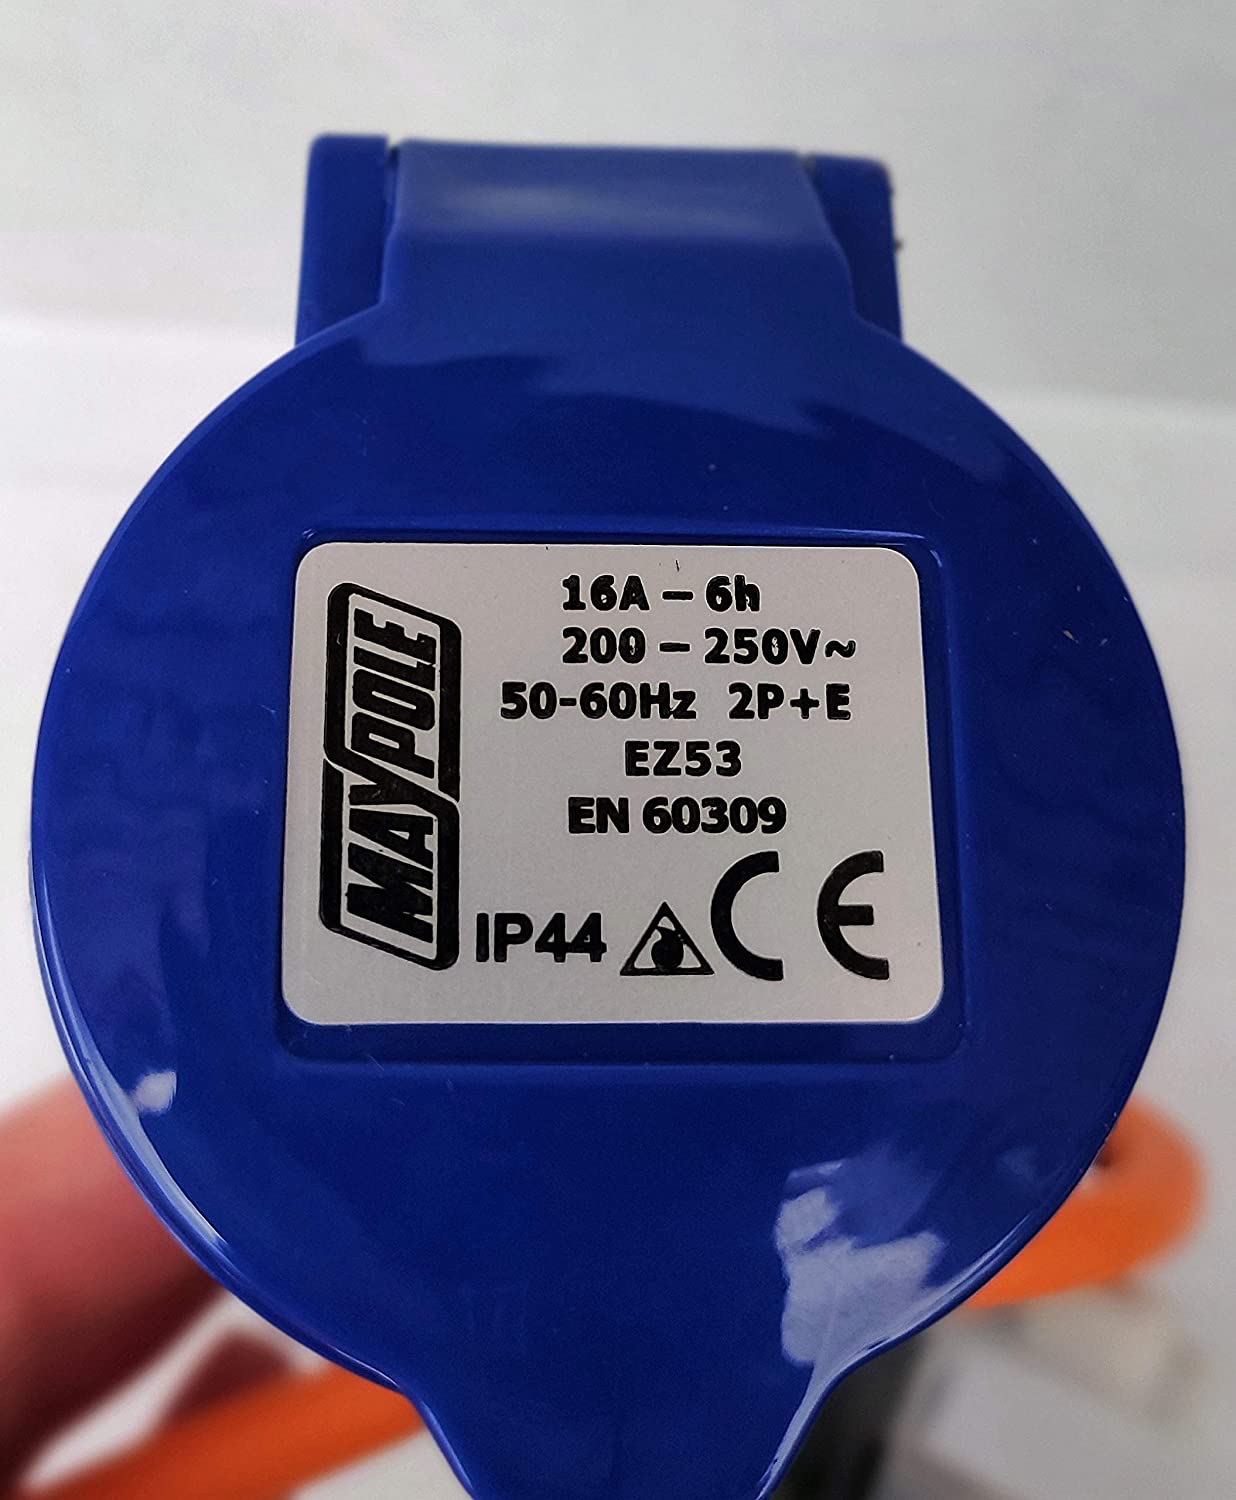 MAYPOLE
16A – 6h
200 – 250V~
50-60Hz 2P+E
EZ53
EN 60309
IP44 CE